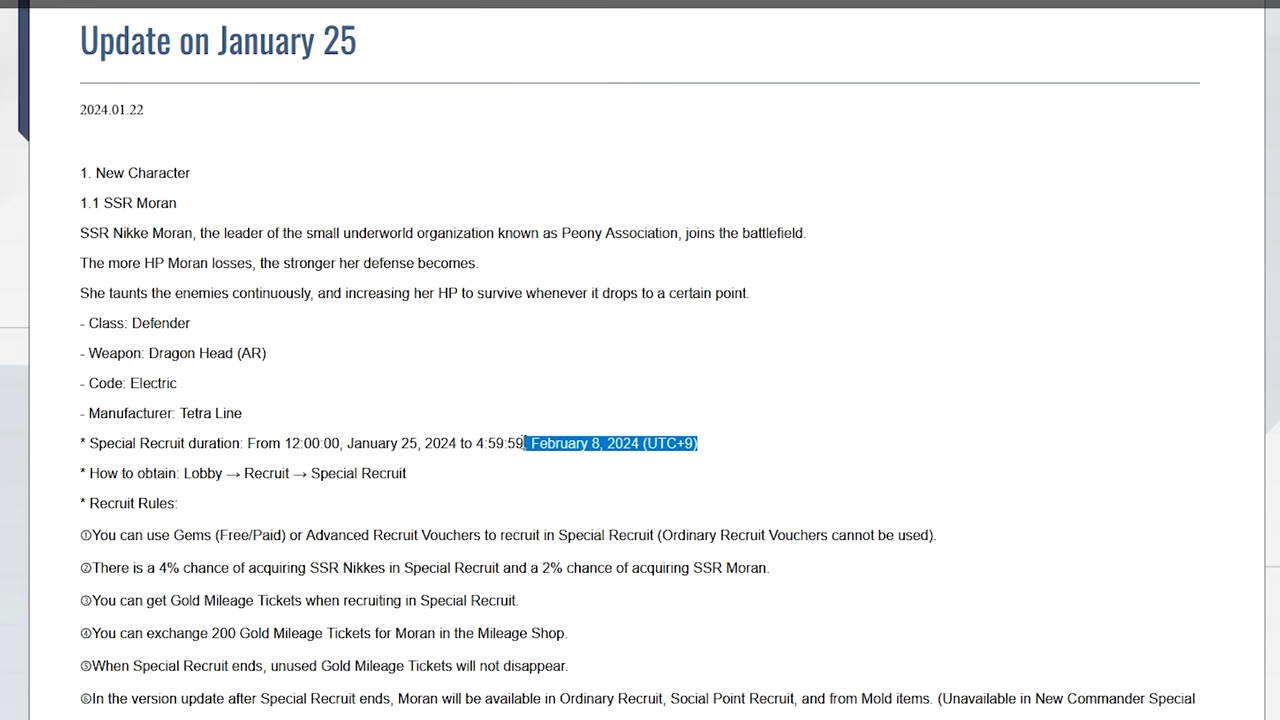 Update on January 25
2024.01.22
1. New Character
1.1 SSR Moran
SSR Nikke Moran, the leader of the small underworld organization known as Peony Association, joins the battlefield.
The more HP Moran losses, the stronger her defense becomes.
She taunts the enemies continuously, and increasing her HP to survive whenever it drops to a certain point.
- Class: Defender
- Weapon: Dragon Head (AR)
- Code: Electric
- Manufacturer: Tetra Line
* Special Recruit duration: From 12:00:00, January 25, 2024 to 4:59:59, February 8, 2024 (UTC+9)
* How to obtain: Lobby → Recruit → Special Recruit
* Recruit Rules:
①You can use Gems (Free/Paid) or Advanced Recruit Vouchers to recruit in Special Recruit (Ordinary Recruit Vouchers cannot be used).
②There is a 4% chance of acquiring SSR Nikkes in Special Recruit and a 2% chance of acquiring SSR Moran.
③You can get Gold Mileage Tickets when recruiting in Special Recruit.
④You can exchange 200 Gold Mileage Tickets for Moran in the Mileage Shop.
⑤When Special Recruit ends, unused Gold Mileage Tickets will not disappear.
⑥In the version update after Special Recruit ends, Moran will be available in Ordinary Recruit, Social Point Recruit, and from Mold items. (Unavailable in New Commander Special